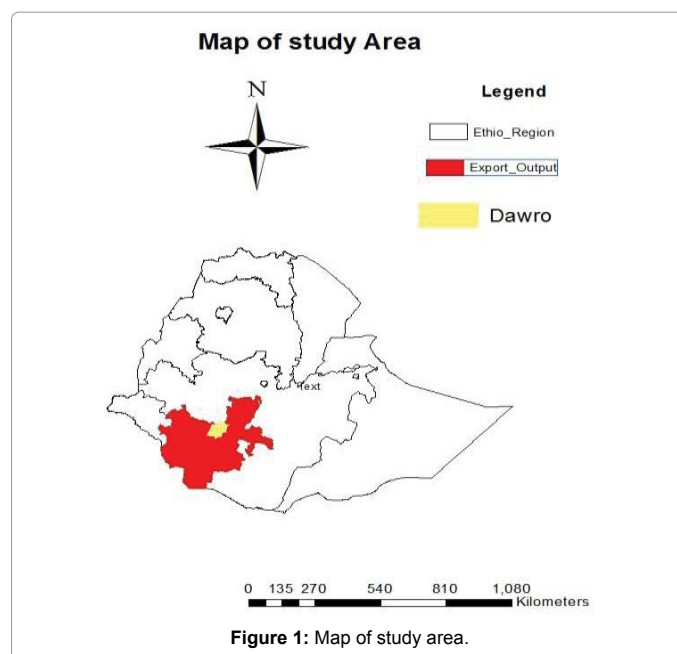 Map of study Area
N
Legend
Ethio_Region
Export_Output
Dawro
Text
0 135 270 540 810 1,080
Kilometers
Figure 1: Map of study area.